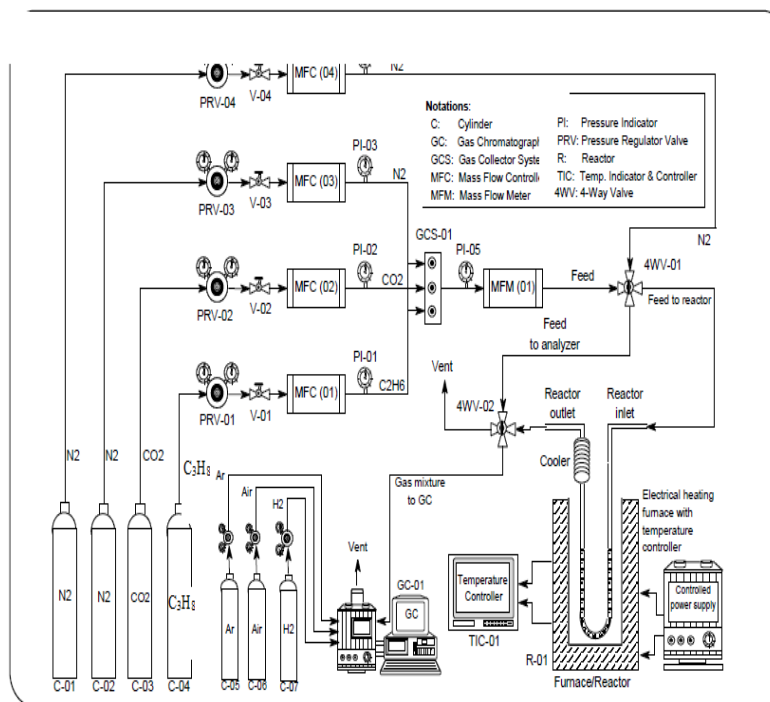 N2
MFC (04)
PRV-04
V-04
Notations:
C: Cylinder
GC: Gas Chromatograph
GCS: Gas Collector Syste
MFC: Mass Flow Controlle
MFM: Mass Flow Meter
PI: Pressure Indicator
PRV: Pressure Regulator Valve
R: Reactor
TIC: Temp. Indicator & Controller
4WV: 4-Way Valve
PI-03
MFC (03)
N2
PRV-03
V-03
GCS-01
PI-02
PI-05
N2
4WV-01
MFC (02)
CO2
MFM (01)
Feed
Feed to reactor
PRV-02
V-02
Feed
to analyzer
PI-01
Vent
MFC (01)
C2H6
PRV-01
V-01
4WV-02
Reactor
outlet
Reactor
inlet
N2
N2
CO2
C3H8
Ar
Air
H2
Gas mixture
to GC
Cooler
Electrical heating
furnace with
temperature
controller
Vent
GC-01
N2
N2
CO2
C3H8
Ar
Air
H2
GC
Temperature
Controller
Controlled
power supply
TIC-01
R-01
Furnace/Reactor
C-01
C-02
C-03
C-04
C-05
C-06
C-07